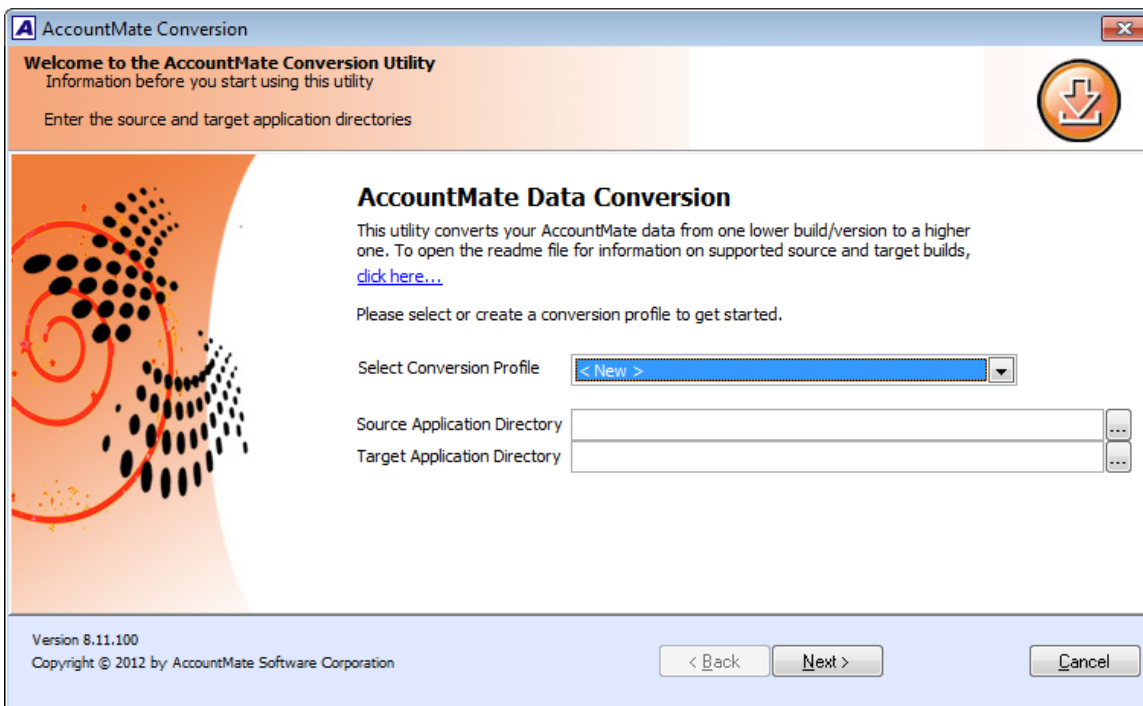 A AccountMate Conversion
Welcome to the AccountMate Conversion Utility
Information before you start using this utility
Enter the source and target application directories
AccountMate Data Conversion
This utility converts your AccountMate data from one lower build/version to a higher
one. To open the readme file for information on supported source and target builds,
click here...
Please select or create a conversion profile to get started.
Select Conversion Profile < New >
Source Application Directory ...
Target Application Directory ...
Version 8.11.100
Copyright © 2012 by AccountMate Software Corporation
< Back Next > Cancel